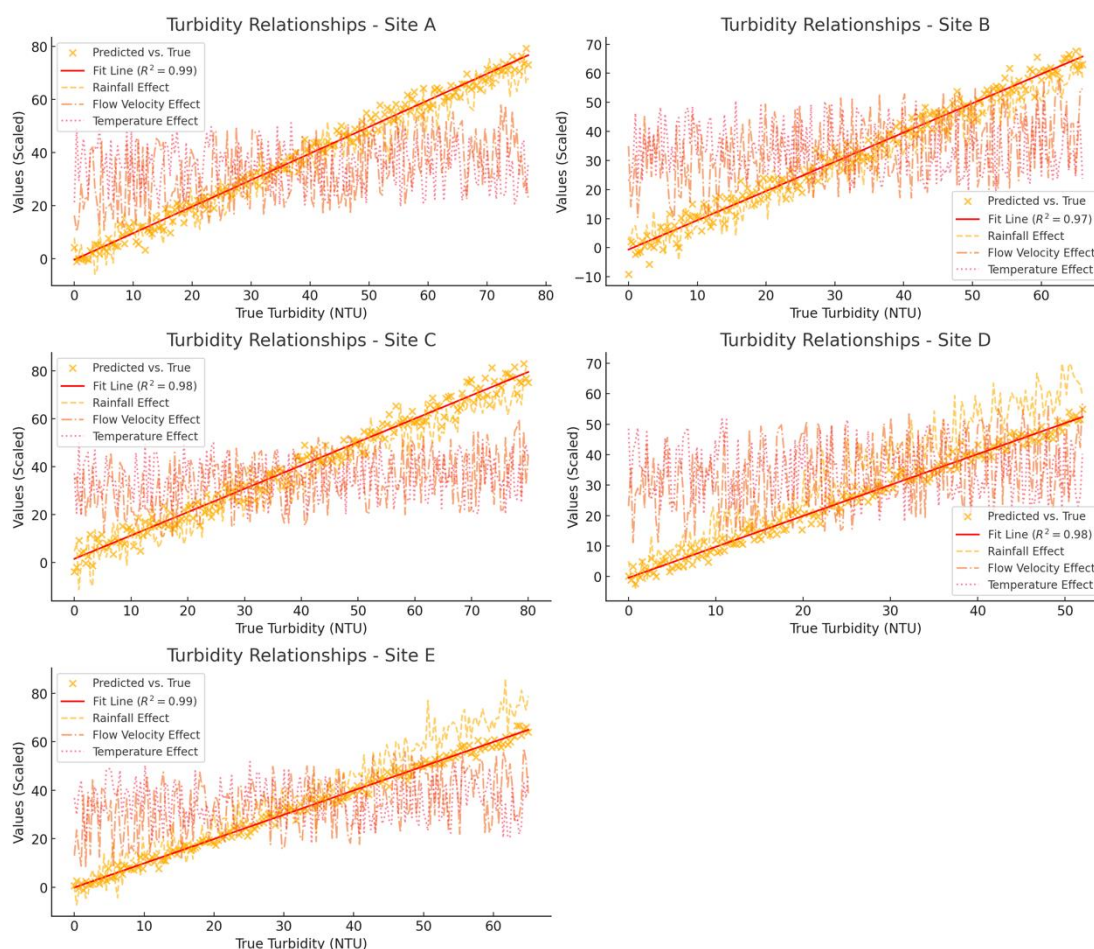 Turbidity Relationships - Site A
80
60
40
20
0
Values (Scaled)
Predicted vs. True
Fit Line (R² = 0.99)
Rainfall Effect
Flow Velocity Effect
Temperature Effect
0 10 20 30 40 50 60 70 80
True Turbidity (NTU)
Turbidity Relationships - Site B
70
60
50
40
30
20
10
0
−10
Values (Scaled)
Predicted vs. True
Fit Line (R² = 0.97)
Rainfall Effect
Flow Velocity Effect
Temperature Effect
0 10 20 30 40 50 60
True Turbidity (NTU)
Turbidity Relationships - Site C
80
60
40
20
0
Values (Scaled)
Predicted vs. True
Fit Line (R² = 0.98)
Rainfall Effect
Flow Velocity Effect
Temperature Effect
0 10 20 30 40 50 60 70 80
True Turbidity (NTU)
Turbidity Relationships - Site D
70
60
50
40
30
20
10
0
Values (Scaled)
Predicted vs. True
Fit Line (R² = 0.98)
Rainfall Effect
Flow Velocity Effect
Temperature Effect
0 10 20 30 40 50
True Turbidity (NTU)
Turbidity Relationships - Site E
80
60
40
20
0
Values (Scaled)
Predicted vs. True
Fit Line (R² = 0.99)
Rainfall Effect
Flow Velocity Effect
Temperature Effect
0 10 20 30 40 50 60
True Turbidity (NTU)